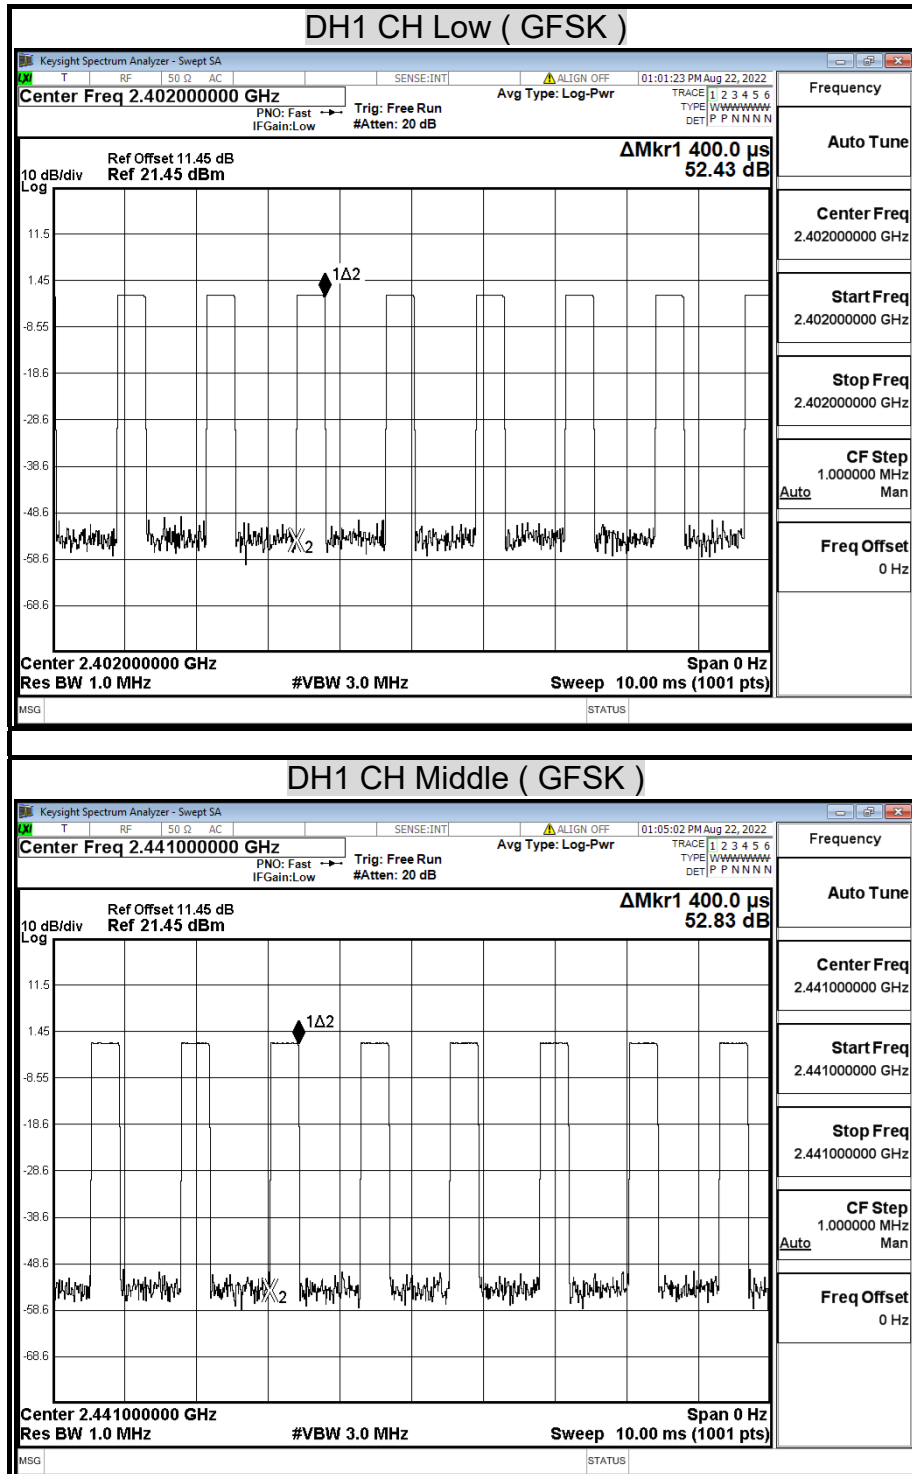 DH1 CH Low ( GFSK )
Keysight Spectrum Analyzer - Swept SA
LXI T RF 50 Ω AC SENSE:INT ALIGN OFF 01:01:23 PM Aug 22, 2022
Center Freq 2.402000000 GHz Avg Type: Log-Pwr TRACE 1 2 3 4 5 6
PNO: Fast Trig: Free Run TYPE WWWWWW
IFGain:Low #Atten: 20 dB DET P P N N N N
Frequency
Auto Tune
Center Freq
2.402000000 GHz
Start Freq
2.402000000 GHz
Stop Freq
2.402000000 GHz
CF Step
1.000000 MHz
Auto Man
Freq Offset
0 Hz
ΔMkr1 400.0 µs
52.43 dB
Ref Offset 11.45 dB
10 dB/div Ref 21.45 dBm
Log
11.5
1.45
-8.55
-18.6
-28.6
-38.6
-48.6
-58.6
-68.6
1Δ2
2
Center 2.402000000 GHz Span 0 Hz
Res BW 1.0 MHz #VBW 3.0 MHz Sweep 10.00 ms (1001 pts)
MSG STATUS
DH1 CH Middle ( GFSK )
Keysight Spectrum Analyzer - Swept SA
LXI T RF 50 Ω AC SENSE:INT ALIGN OFF 01:05:02 PM Aug 22, 2022
Center Freq 2.441000000 GHz Avg Type: Log-Pwr TRACE 1 2 3 4 5 6
PNO: Fast Trig: Free Run TYPE WWWWWW
IFGain:Low #Atten: 20 dB DET P P N N N N
Frequency
Auto Tune
Center Freq
2.441000000 GHz
Start Freq
2.441000000 GHz
Stop Freq
2.441000000 GHz
CF Step
1.000000 MHz
Auto Man
Freq Offset
0 Hz
ΔMkr1 400.0 µs
52.83 dB
Ref Offset 11.45 dB
10 dB/div Ref 21.45 dBm
Log
11.5
1.45
-8.55
-18.6
-28.6
-38.6
-48.6
-58.6
-68.6
1Δ2
2
Center 2.441000000 GHz Span 0 Hz
Res BW 1.0 MHz #VBW 3.0 MHz Sweep 10.00 ms (1001 pts)
MSG STATUS